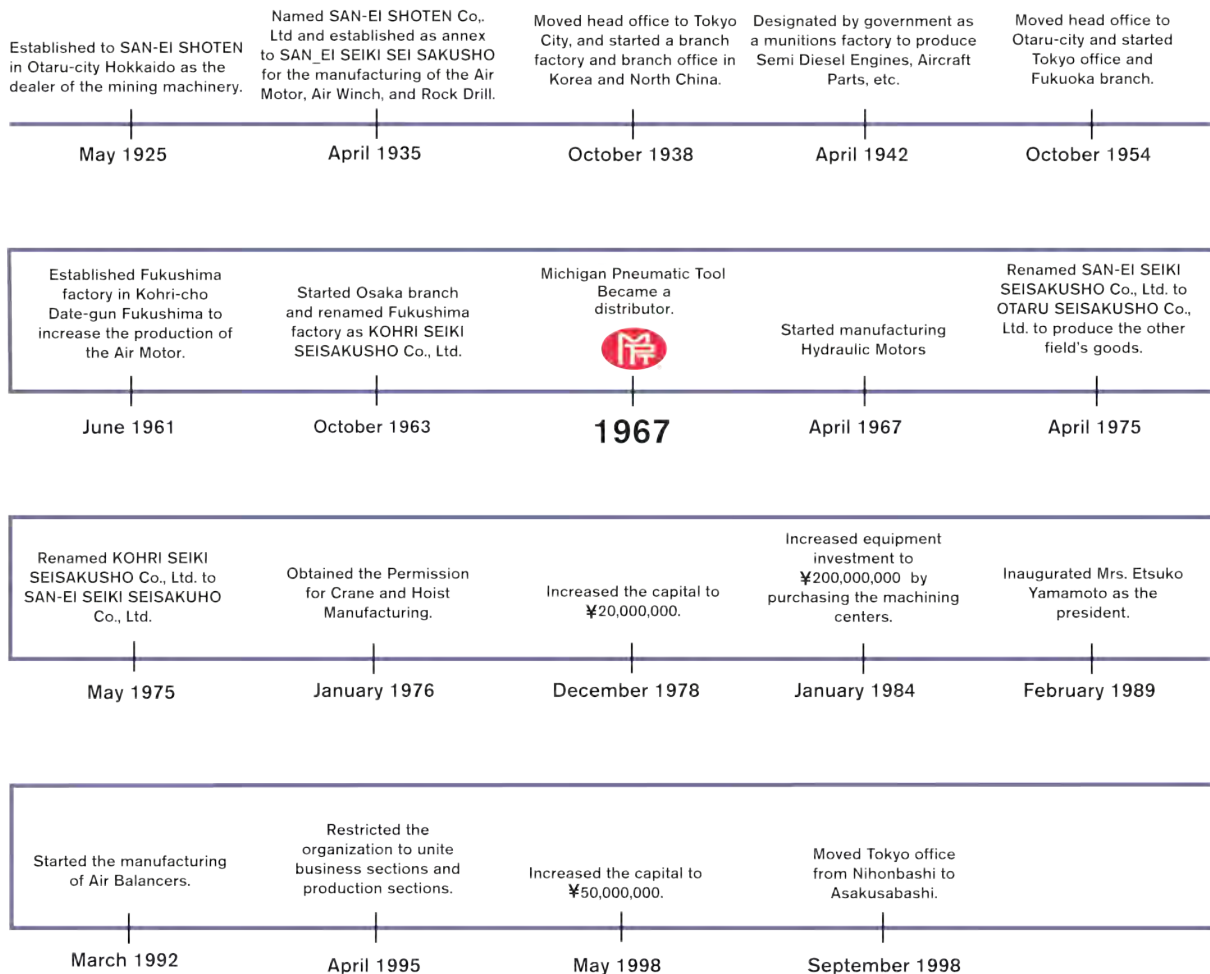 Established to SAN-EI SHOTEN
in Otaru-city Hokkaido as the
dealer of the mining machinery.
May 1925
Named SAN-EI SHOTEN Co,.
Ltd and established as annex
to SAN_EI SEIKI SEI SAKUSHO
for the manufacturing of the Air
Motor, Air Winch, and Rock Drill.
April 1935
Moved head office to Tokyo
City, and started a branch
factory and branch office in
Korea and North China.
October 1938
Designated by government as
a munitions factory to produce
Semi Diesel Engines, Aircraft
Parts, etc.
April 1942
Moved head office to
Otaru-city and started
Tokyo office and
Fukuoka branch.
October 1954
Established Fukushima
factory in Kohri-cho
Date-gun Fukushima to
increase the production of
the Air Motor.
June 1961
Started Osaka branch
and renamed Fukushima
factory as KOHRI SEIKI
SEISAKUSHO Co., Ltd.
October 1963
Michigan Pneumatic Tool
Became a
distributor.
MPT
1967
Started manufacturing
Hydraulic Motors
April 1967
Renamed SAN-EI SEIKI
SEISAKUSHO Co., Ltd. to
OTARU SEISAKUSHO Co.,
Ltd. to produce the other
field's goods.
April 1975
Renamed KOHRI SEIKI
SEISAKUSHO Co., Ltd. to
SAN-EI SEIKI SEISAKUHO
Co., Ltd.
May 1975
Obtained the Permission
for Crane and Hoist
Manufacturing.
January 1976
Increased the capital to
¥20,000,000.
December 1978
Increased equipment
investment to
¥200,000,000 by
purchasing the machining
centers.
January 1984
Inaugurated Mrs. Etsuko
Yamamoto as the
president.
February 1989
Started the manufacturing
of Air Balancers.
March 1992
Restricted the
organization to unite
business sections and
production sections.
April 1995
Increased the capital to
¥50,000,000.
May 1998
Moved Tokyo office
from Nihonbashi to
Asakusabashi.
September 1998